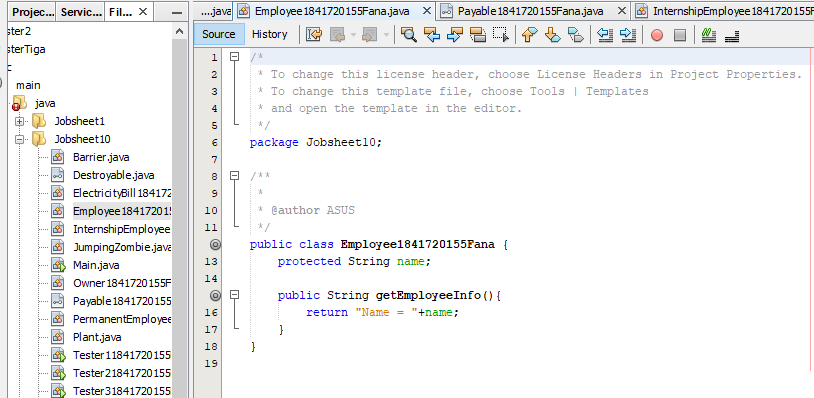 Projec...
Servic...
Fil...
ster2
sterTiga
c
main
java
Jobsheet1
Jobsheet10
Barrier.java
Destroyable.java
ElectricityBill184172
Employee18417201
InternshipEmployee
JumpingZombie.java
Main.java
Owner1841720155F
Payable1841720155
PermanentEmployee
Plant.java
Tester11841720155
Tester21841720155
Tester31841720155
....java
Employee1841720155Fana.java
Payable1841720155Fana.java
InternshipEmployee1841720155F
Source
History
1 /*
2 * To change this license header, choose License Headers in Project Properties.
3 * To change this template file, choose Tools | Templates
4 * and open the template in the editor.
5 */
6 package Jobsheet10;
7
8 /**
9 *
10 * @author ASUS
11 */
public class Employee1841720155Fana {
13 protected String name;
14
public String getEmployeeInfo(){
16 return "Name = "+name;
17 }
18 }
19